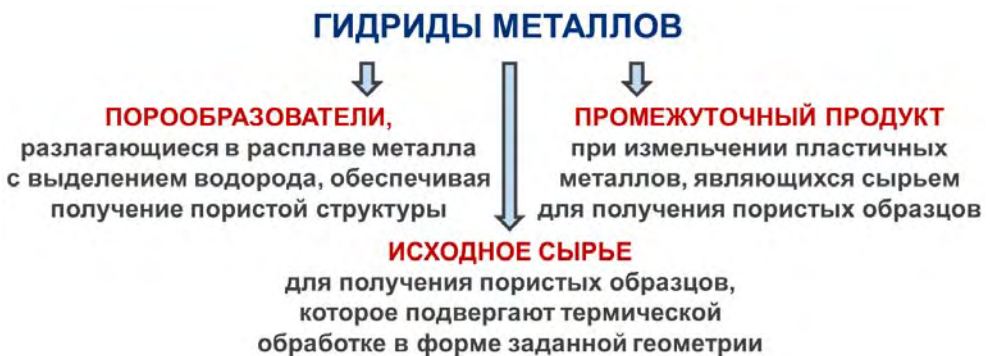 ГИДРИДЫ МЕТАЛЛОВ
ПОРООБРАЗОВАТЕЛИ,
разлагающиеся в расплаве металла
с выделением водорода, обеспечивая
получение пористой структуры
ПРОМЕЖУТОЧНЫЙ ПРОДУКТ
при измельчении пластичных
металлов, являющихся сырьем
для получения пористых образцов
ИСХОДНОЕ СЫРЬЕ
для получения пористых образцов,
которое подвергают термической
обработке в форме заданной геометрии